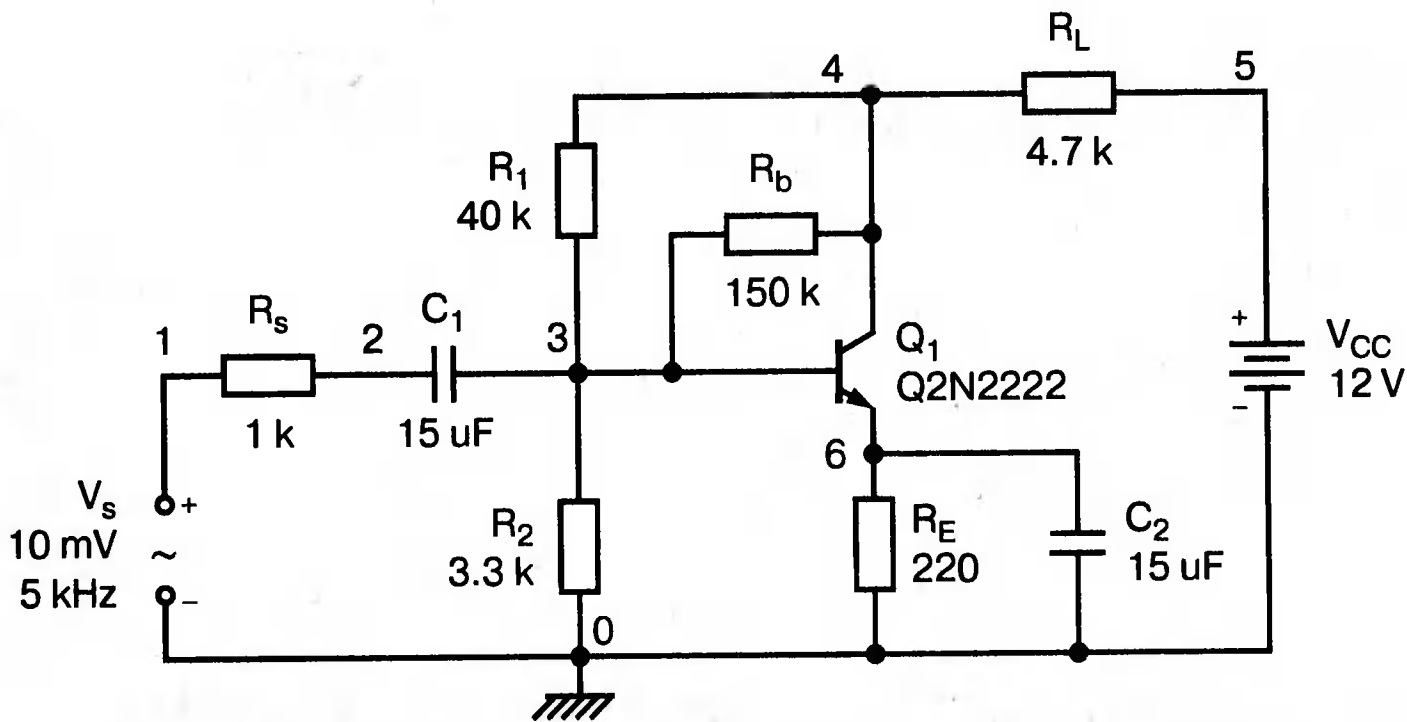 4
R_L
5
4.7 k
R_1
40 k
R_b
150 k
1
R_s
1 k
2
C_1
15 uF
3
Q_1
Q2N2222
+
−
V_CC
12 V
6
V_s
10 mV
~
5 kHz
+
−
R_2
3.3 k
R_E
220
C_2
15 uF
0